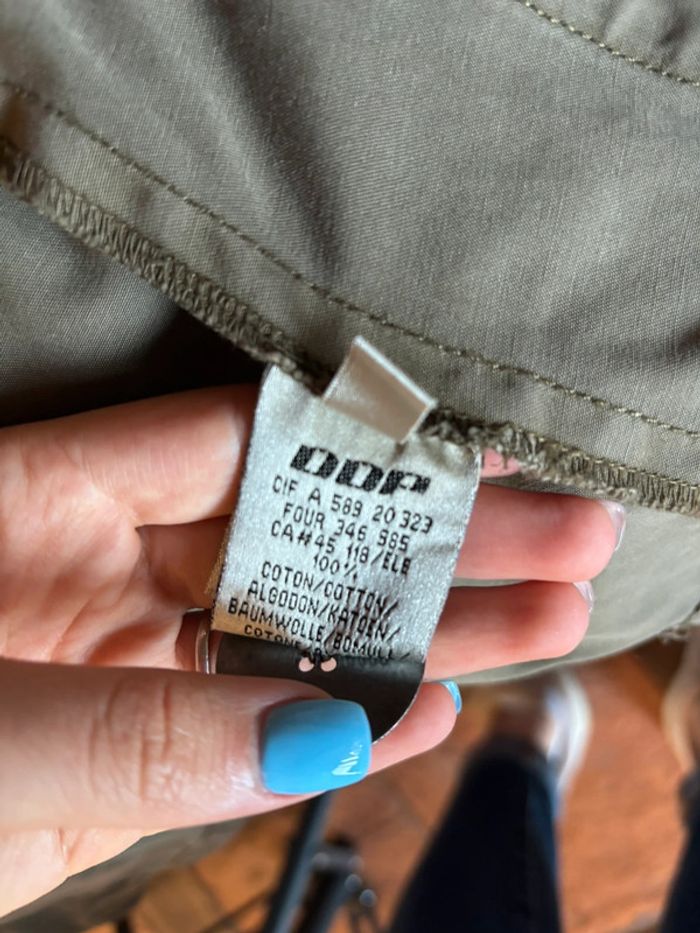 DDP
CIF A 589 20 323
FOUR 346 985
CA#45 118/ELE
100%
COTON/COTTON/
ALGODON/KATOEN/
BAUMWOLLE/BOMULL/